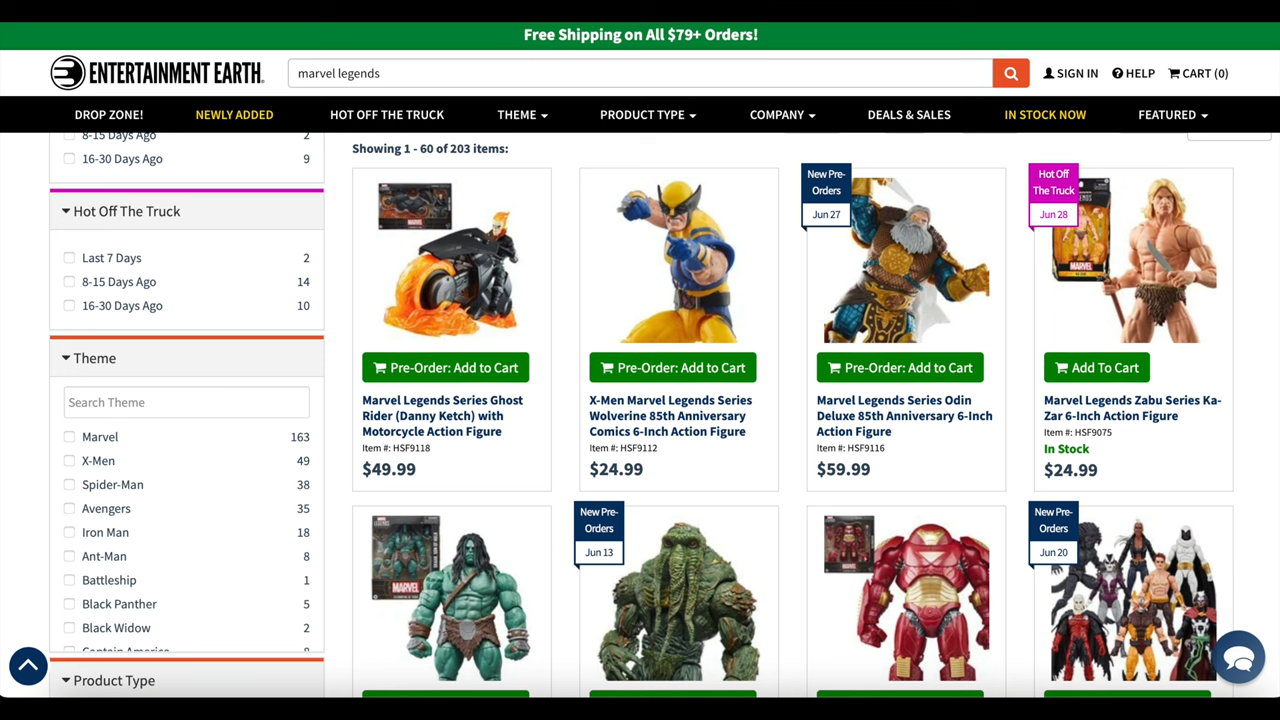 Free Shipping on All $79+ Orders!
ENTERTAINMENT EARTH
marvel legends
SIGN IN
HELP
CART (0)
DROP ZONE!
NEWLY ADDED
HOT OFF THE TRUCK
THEME
PRODUCT TYPE
COMPANY
DEALS & SALES
IN STOCK NOW
FEATURED
8-15 Days Ago 2
16-30 Days Ago 9
Hot Off The Truck
Last 7 Days 2
8-15 Days Ago 14
16-30 Days Ago 10
Theme
Search Theme
Marvel 163
X-Men 49
Spider-Man 38
Avengers 35
Iron Man 18
Ant-Man 8
Battleship 1
Black Panther 5
Black Widow 2
Captain America 8
Product Type
Showing 1 - 60 of 203 items:
Pre-Order: Add to Cart
Marvel Legends Series Ghost
Rider (Danny Ketch) with
Motorcycle Action Figure
Item #: HSF9118
$49.99
Pre-Order: Add to Cart
X-Men Marvel Legends Series
Wolverine 85th Anniversary
Comics 6-Inch Action Figure
Item #: HSF9112
$24.99
New Pre-
Orders
Jun 27
Pre-Order: Add to Cart
Marvel Legends Series Odin
Deluxe 85th Anniversary 6-Inch
Action Figure
Item #: HSF9116
$59.99
Hot Off
The Truck
Jun 28
MARVEL
Add To Cart
Marvel Legends Zabu Series Ka-
Zar 6-Inch Action Figure
Item #: HSF9075
In Stock
$24.99
MARVEL
New Pre-
Orders
Jun 13
New Pre-
Orders
Jun 20